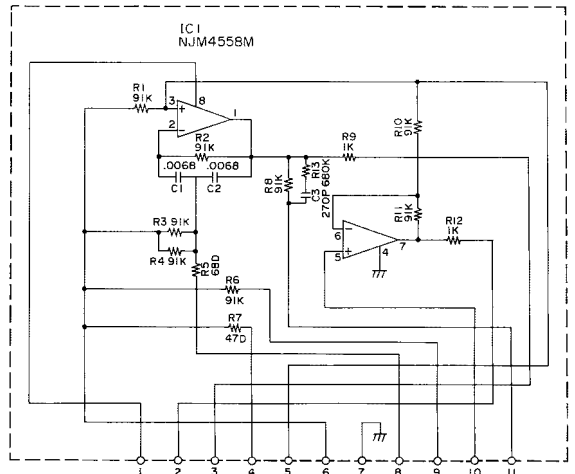 IC1
NJM4558M
R1
91K
3
+
8
1
2
-
R2
91K
.0068
.0068
C1
C2
R8
91K
R13
680K
C3
270P
R9
1K
R10
91K
R11
91K
R12
1K
6
-
5
+
4
7
R3 91K
R4 91K
R5
68D
R6
91K
R7
47D
1
2
3
4
5
6
7
8
9
10
11